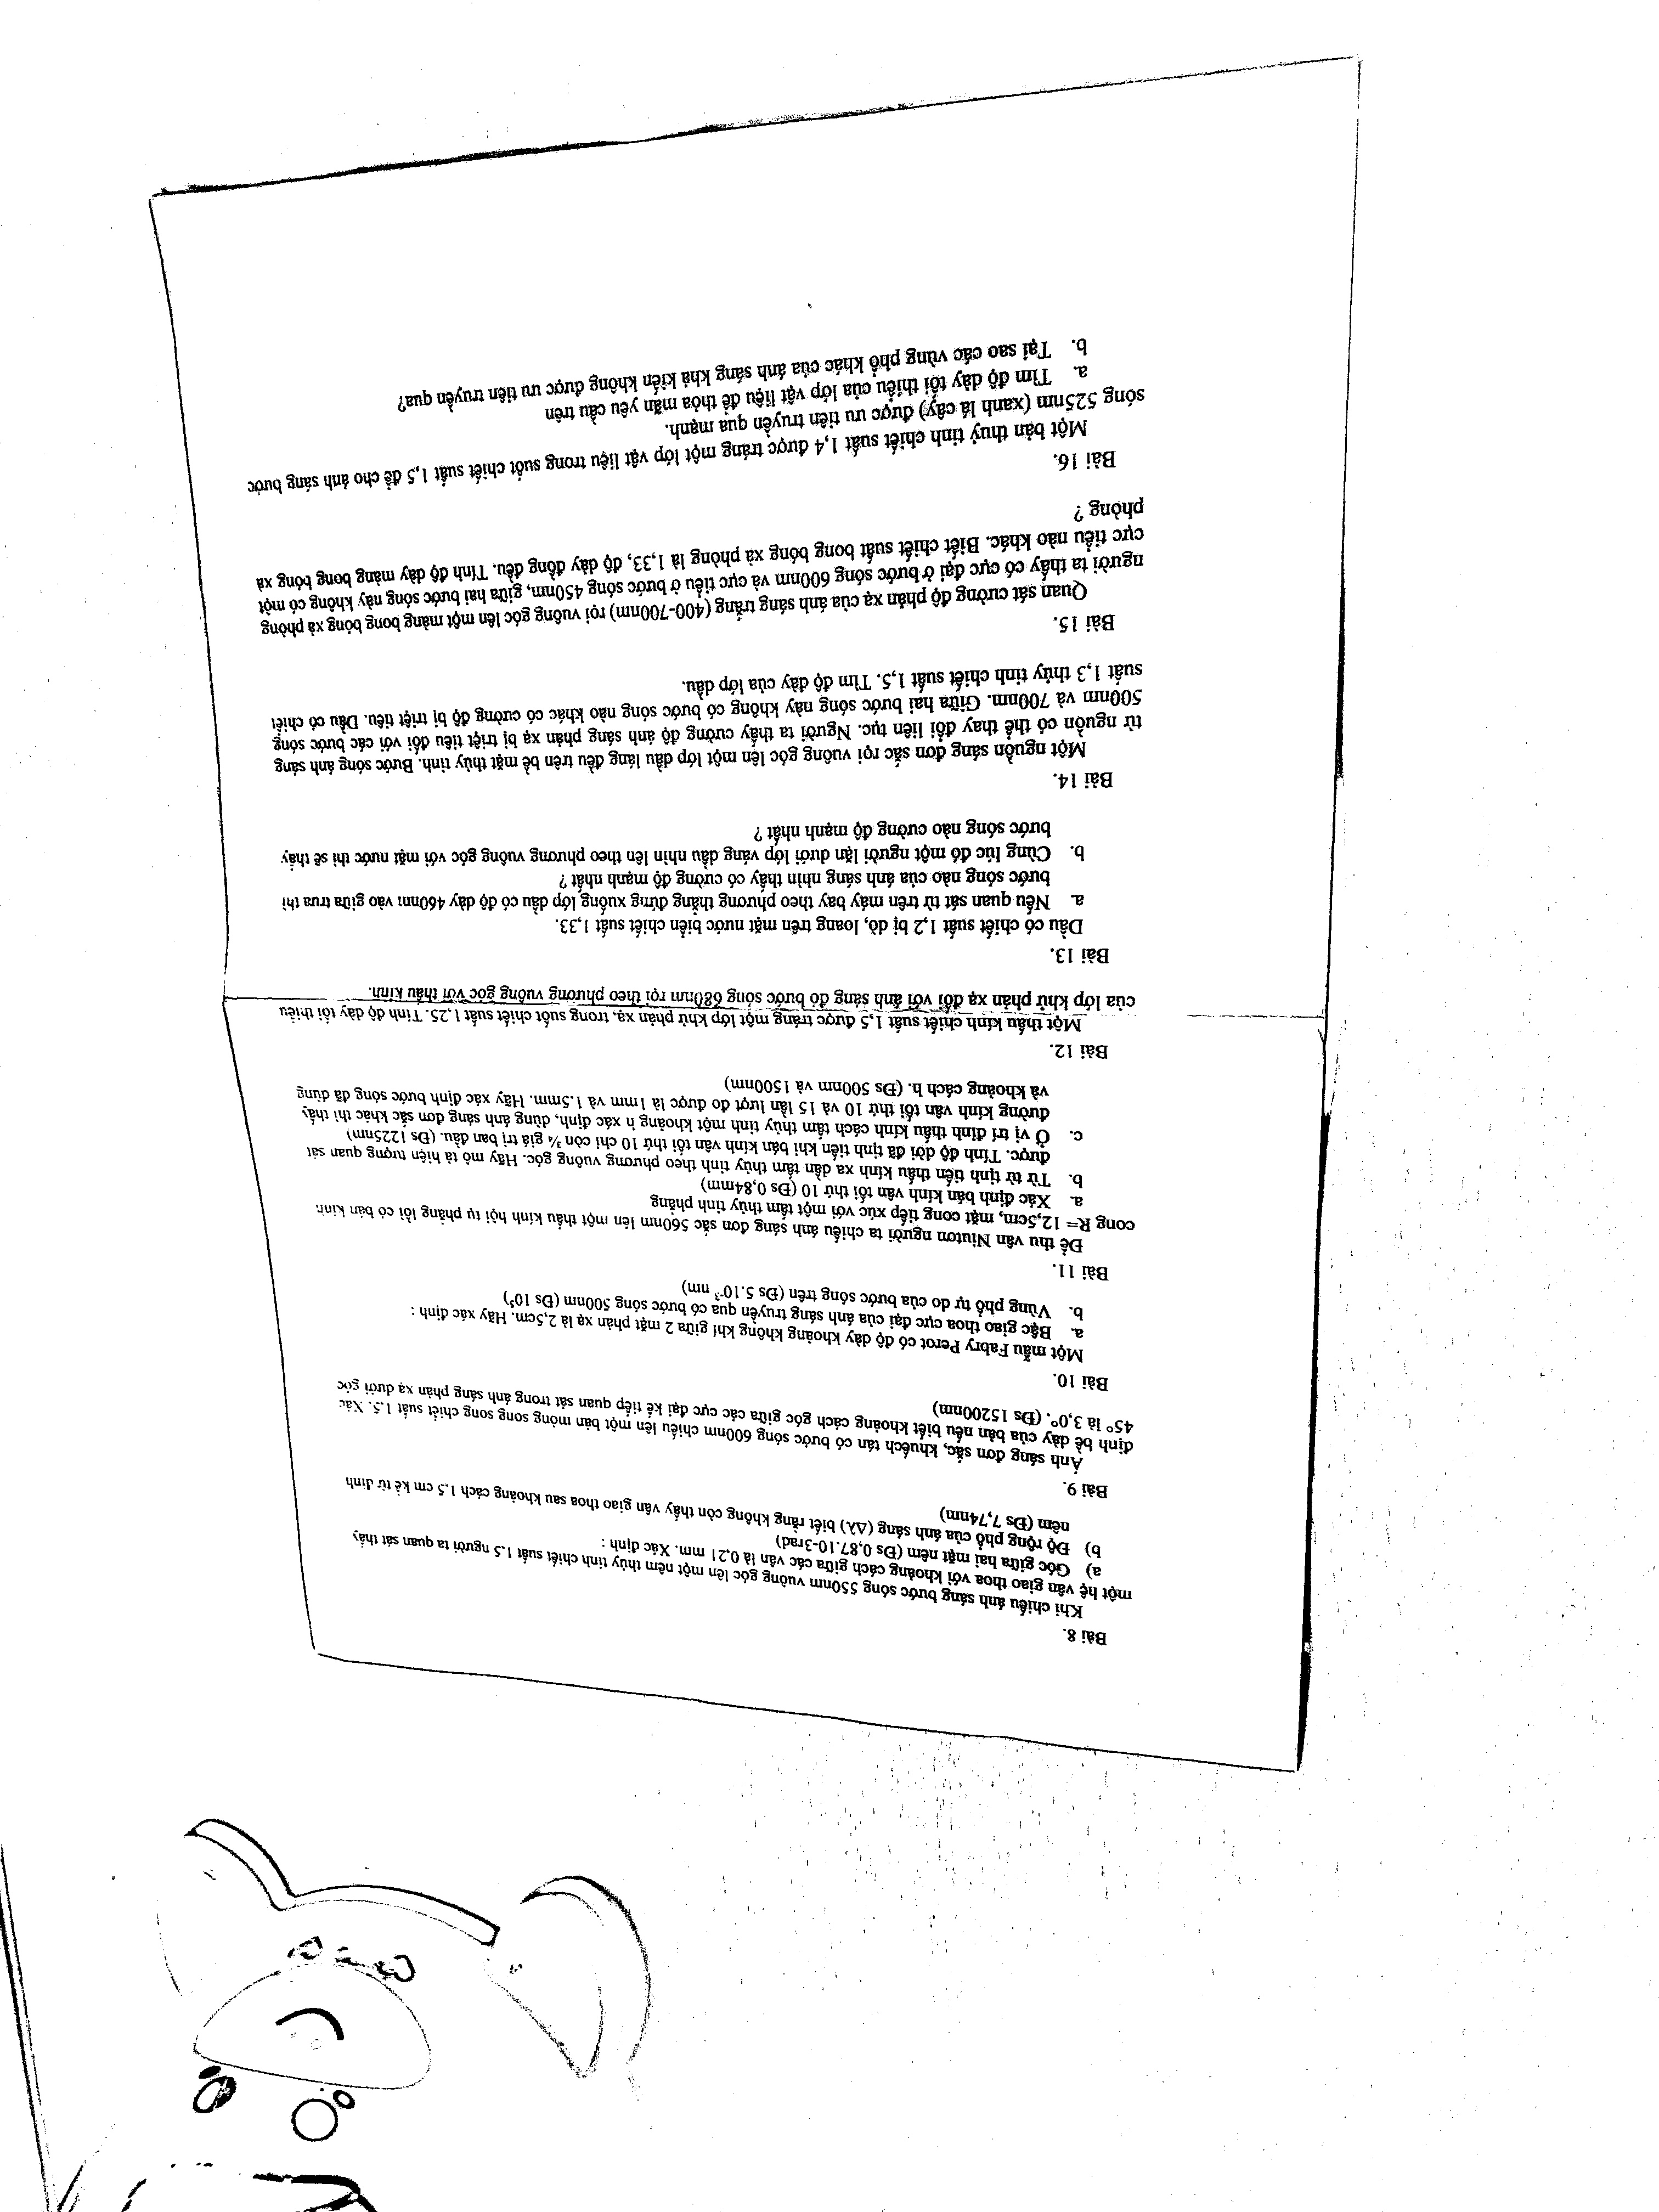 Bài 8.
Khi chiếu ánh sáng bước sóng 550nm vuông góc lên một nêm thủy tinh chiết suất 1.5 người ta quan sát thấy
một hệ vân giao thoa với khoảng cách giữa các vân là 0,21 mm. Xác định :
a) Góc giữa hai mặt nêm (Đs 0,87.10-3rad)
b) Độ rộng phổ của ánh sáng (Δλ) biết rằng không còn thấy vân giao thoa sau khoảng cách 1.5 cm kể từ đỉnh
nêm (Đs 7,74nm)
Bài 9.
Ánh sáng đơn sắc, khuếch tán có bước sóng 600nm chiếu lên một bản mỏng song song chiết suất 1.5. Xác
định bề dày của bản nếu biết khoảng cách góc giữa các cực đại kế tiếp quan sát trong ánh sáng phản xạ dưới góc
45° là 3,0°. (Đs 15200nm)
Bài 10.
Một mẫu Fabry Perot có độ dày khoảng không khí giữa 2 mặt phản xạ là 2,5cm. Hãy xác định :
a. Bậc giao thoa cực đại của ánh sáng truyền qua có bước sóng 500nm (Đs 10⁵)
b. Vùng phổ tự do của bước sóng trên (Đs 5.10⁻³ nm)
Bài 11.
Để thu vân Niuton người ta chiếu ánh sáng đơn sắc 560nm lên một thấu kính hội tụ phẳng lồi có bán kính
cong R= 12,5cm, mặt cong tiếp xúc với một tấm thủy tinh phẳng
a. Xác định bán kính vân tối thứ 10 (Đs 0,84mm)
b. Từ từ tịnh tiến thấu kính xa dần tấm thủy tinh theo phương vuông góc. Hãy mô tả hiện tượng quan sát
được. Tính độ dời đã tịnh tiến khi bán kính vân tối thứ 10 chỉ còn ¾ giá trị ban đầu. (Đs 1225nm)
c. Ở vị trí đỉnh thấu kính cách tấm thủy tinh một khoảng h xác định, dùng ánh sáng đơn sắc khác thì thấy
đường kính vân tối thứ 10 và 15 lần lượt đo được là 1mm và 1.5mm. Hãy xác định bước sóng đã dùng
và khoảng cách h. (Đs 500nm và 1500nm)
Bài 12.
Một thấu kính chiết suất 1,5 được tráng một lớp khử phản xạ, trong suốt chiết suất 1.25. Tính độ dày tối thiểu
của lớp khử phản xạ đối với ánh sáng đỏ bước sóng 680nm rọi theo phương vuông góc với thấu kính.
Bài 13.
Dầu có chiết suất 1,2 bị dò, loang trên mặt nước biển chiết suất 1,33.
a. Nếu quan sát từ trên máy bay theo phương thẳng đứng xuống lớp dầu có độ dày 460nm vào giữa trưa thì
bước sóng nào của ánh sáng nhìn thấy có cường độ mạnh nhất ?
b. Cùng lúc đó một người lặn dưới lớp váng dầu nhìn lên theo phương vuông góc với mặt nước thì sẽ thấy
bước sóng nào cường độ mạnh nhất ?
Bài 14.
Một nguồn sáng đơn sắc rọi vuông góc lên một lớp dầu láng đều trên bề mặt thủy tinh. Bước sóng ánh sáng
từ nguồn có thể thay đổi liên tục. Người ta thấy cường độ ánh sáng phản xạ bị triệt tiêu đối với các bước sóng
500nm và 700nm. Giữa hai bước sóng này không có bước sóng nào khác có cường độ bị triệt tiêu. Dầu có chiết
suất 1,3 thủy tinh chiết suất 1,5. Tìm độ dày của lớp dầu.
Bài 15.
Quan sát cường độ phản xạ của ánh sáng trắng (400-700nm) rọi vuông góc lên một màng bong bóng xà phòng
người ta thấy có cực đại ở bước sóng 600nm và cực tiểu ở bước sóng 450nm, giữa hai bước sóng này không có một
cực tiểu nào khác. Biết chiết suất bong bóng xà phòng là 1,33, độ dày đồng đều. Tính độ dày màng bong bóng xà
phòng ?
Bài 16.
Một bản thuỷ tinh chiết suất 1,4 được tráng một lớp vật liệu trong suốt chiết suất 1,5 để cho ánh sáng bước
sóng 525nm (xanh lá cây) được ưu tiên truyền qua mạnh.
a. Tìm độ dày tối thiểu của lớp vật liệu để thỏa mãn yêu cầu trên
b. Tại sao các vùng phổ khác của ánh sáng khả kiến không được ưu tiên truyền qua?